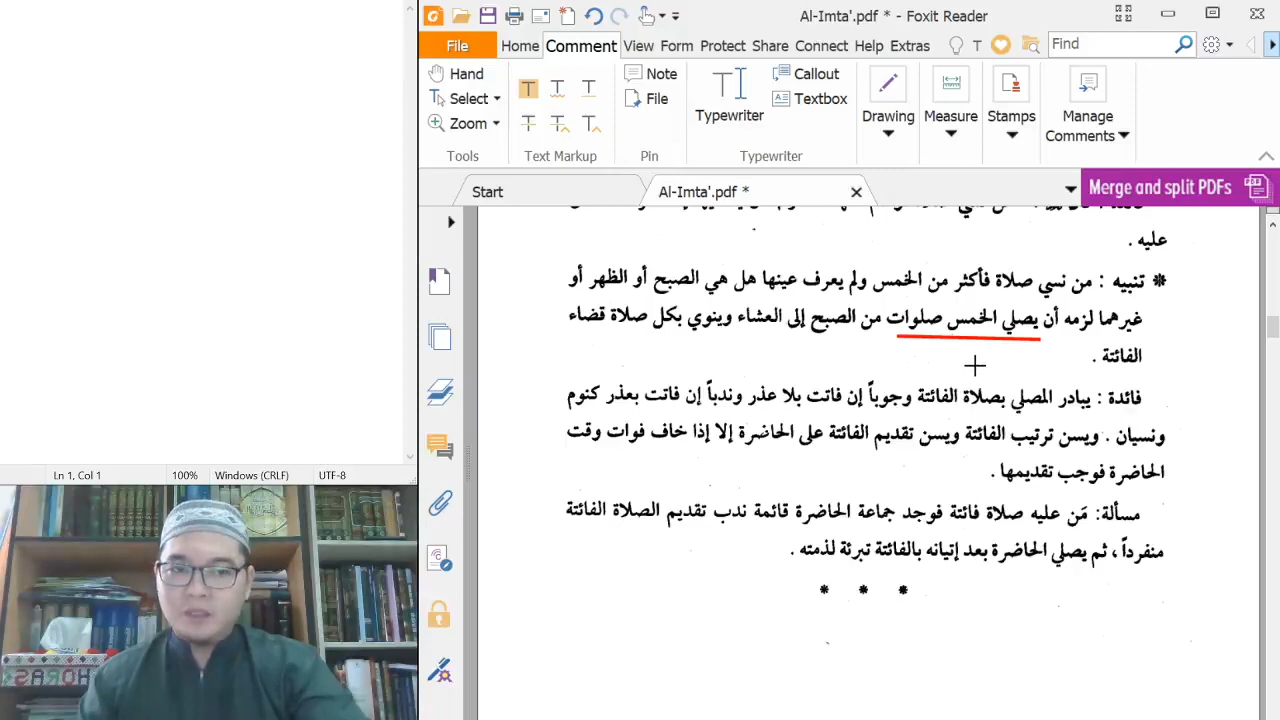 Al-Imta'.pdf * - Foxit Reader
File Home Comment View Form Protect Share Connect Help Extras Find
Hand
Select
Zoom
Tools
Text Markup
Note
File
Pin
Typewriter
Callout
Textbox
Typewriter
Drawing
Measure
Stamps
Manage
Comments
Start
Al-Imta'.pdf *
Merge and split PDFs
عليه .
* تنبيه : من نسي صلاة فأكثر من الخمس ولم يعرف عينها هل هي الصبح أو الظهر أو
غيرهما لزمه أن يصلي الخمس صلوات من الصبح إلى العشاء وينوي بكل صلاة قضاء
الفائتة .
فائدة : يبادر المصلي بصلاة الفائتة وجوباً إن فاتت بلا عذر وندباً إن فاتت بعذر كنوم
ونسيان . ويسن ترتيب الفائتة ويسن تقديم الفائتة على الحاضرة إلا إذا خاف فوات وقت
الحاضرة فوجب تقديمها .
مسألة: مَن عليه صلاة فائتة فوجد جماعة الحاضرة قائمة ندب تقديم الصلاة الفائتة
منفرداً ، ثم يصلي الحاضرة بعد إتيانه بالفائتة تبرئة لذمته .
* * *
Ln 1, Col 1 100% Windows (CRLF) UTF-8